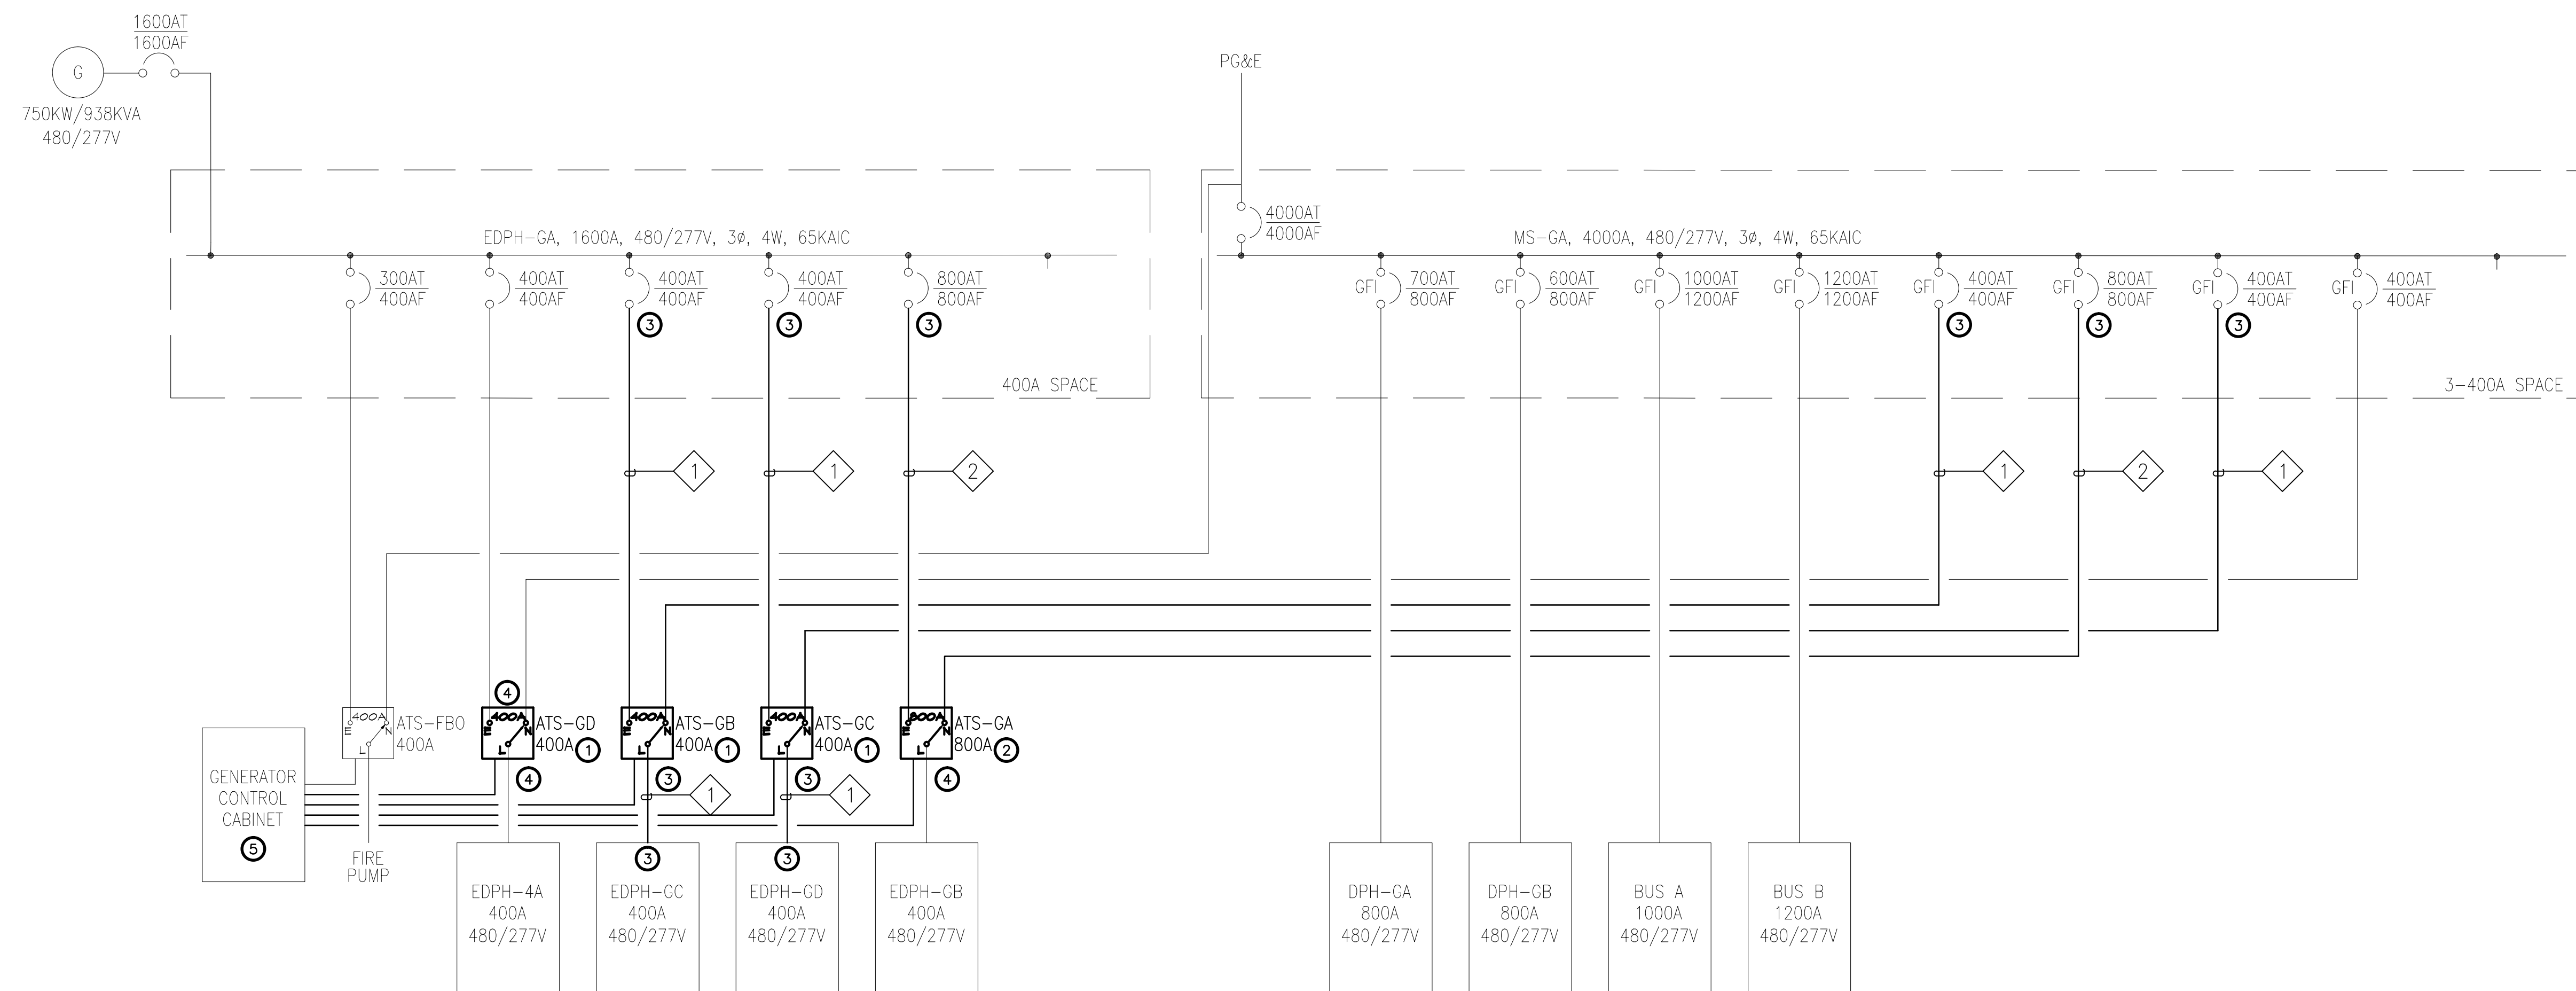 1600AT
1600AF
G
750KW/938KVA
480/277V
PG&E
4000AT
4000AF
EDPH-GA, 1600A, 480/277V, 3ø, 4W, 65KAIC
MS-GA, 4000A, 480/277V, 3ø, 4W, 65KAIC
300AT
400AF
400AT
400AF
400AT
400AF
3
400AT
400AF
3
800AT
800AF
3
GFI
700AT
800AF
GFI
600AT
800AF
GFI
1000AT
1200AF
GFI
1200AT
1200AF
GFI
400AT
400AF
3
GFI
800AT
800AF
3
GFI
400AT
400AF
3
GFI
400AT
400AF
400A SPACE
3-400A SPACE
1
1
2
1
2
1
400A
E
N
L
ATS-FBO
400A
4
400A
E
N
L
ATS-GD
400A
1
4
400A
E
N
L
ATS-GB
400A
1
3
1
400A
E
N
L
ATS-GC
400A
1
3
1
800A
E
N
L
ATS-GA
800A
2
4
GENERATOR
CONTROL
CABINET
5
FIRE
PUMP
EDPH-4A
400A
480/277V
3
EDPH-GC
400A
480/277V
3
EDPH-GD
400A
480/277V
EDPH-GB
400A
480/277V
DPH-GA
800A
480/277V
DPH-GB
800A
480/277V
BUS A
1000A
480/277V
BUS B
1200A
480/277V